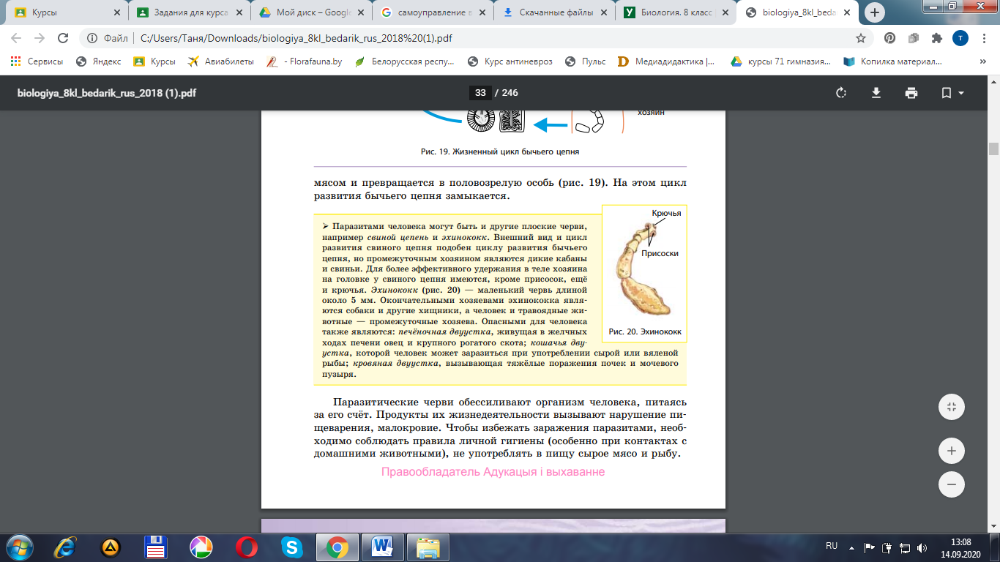 Курсы
Задания для курса
Мой диск – Google
самоуправление в
Скачанные файлы
Биология. 8 класс
biologiya_8kl_beda
Файл
C:/Users/Таня/Downloads/biologiya_8kl_bedarik_rus_2018%20(1).pdf
T
Сервисы
Яндекс
Курсы
Авиабилеты
- Florafauna.by
Белорусская респу...
Курс антиневроз
Пульс
Медиадидактика |...
курсы 71 гимназия...
Копилка материал...
»
biologiya_8kl_bedarik_rus_2018 (1).pdf
33 / 246
хозяин
Рис. 19. Жизненный цикл бычьего цепня
мясом и превращается в половозрелую особь (рис. 19). На этом цикл
развития бычьего цепня замыкается.
➢ Паразитами человека могут быть и другие плоские черви,
например свиной цепень и эхинококк. Внешний вид и цикл
развития свиного цепня подобен циклу развития бычьего
цепня, но промежуточным хозяином являются дикие кабаны
и свиньи. Для более эффективного удержания в теле хозяина
на головке у свиного цепня имеются, кроме присосок, ещё
и крючья. Эхинококк (рис. 20) — маленький червь длиной
около 5 мм. Окончательными хозяевами эхинококка явля-
ются собаки и другие хищники, а человек и травоядные жи-
вотные — промежуточные хозяева. Опасными для человека
также являются: печёночная двуустка, живущая в желчных
ходах печени овец и крупного рогатого скота; кошачья дву-
устка, которой человек может заразиться при употреблении сырой или вяленой
рыбы; кровяная двуустка, вызывающая тяжёлые поражения почек и мочевого
пузыря.
Крючья
Присоски
Рис. 20. Эхинококк
Паразитические черви обессиливают организм человека, питаясь
за его счёт. Продукты их жизнедеятельности вызывают нарушение пи-
щеварения, малокровие. Чтобы избежать заражения паразитами, необ-
ходимо соблюдать правила личной гигиены (особенно при контактах с
домашними животными), не употреблять в пищу сырое мясо и рыбу.
Правообладатель Адукацыя і выхаванне
RU
13:08
14.09.2020